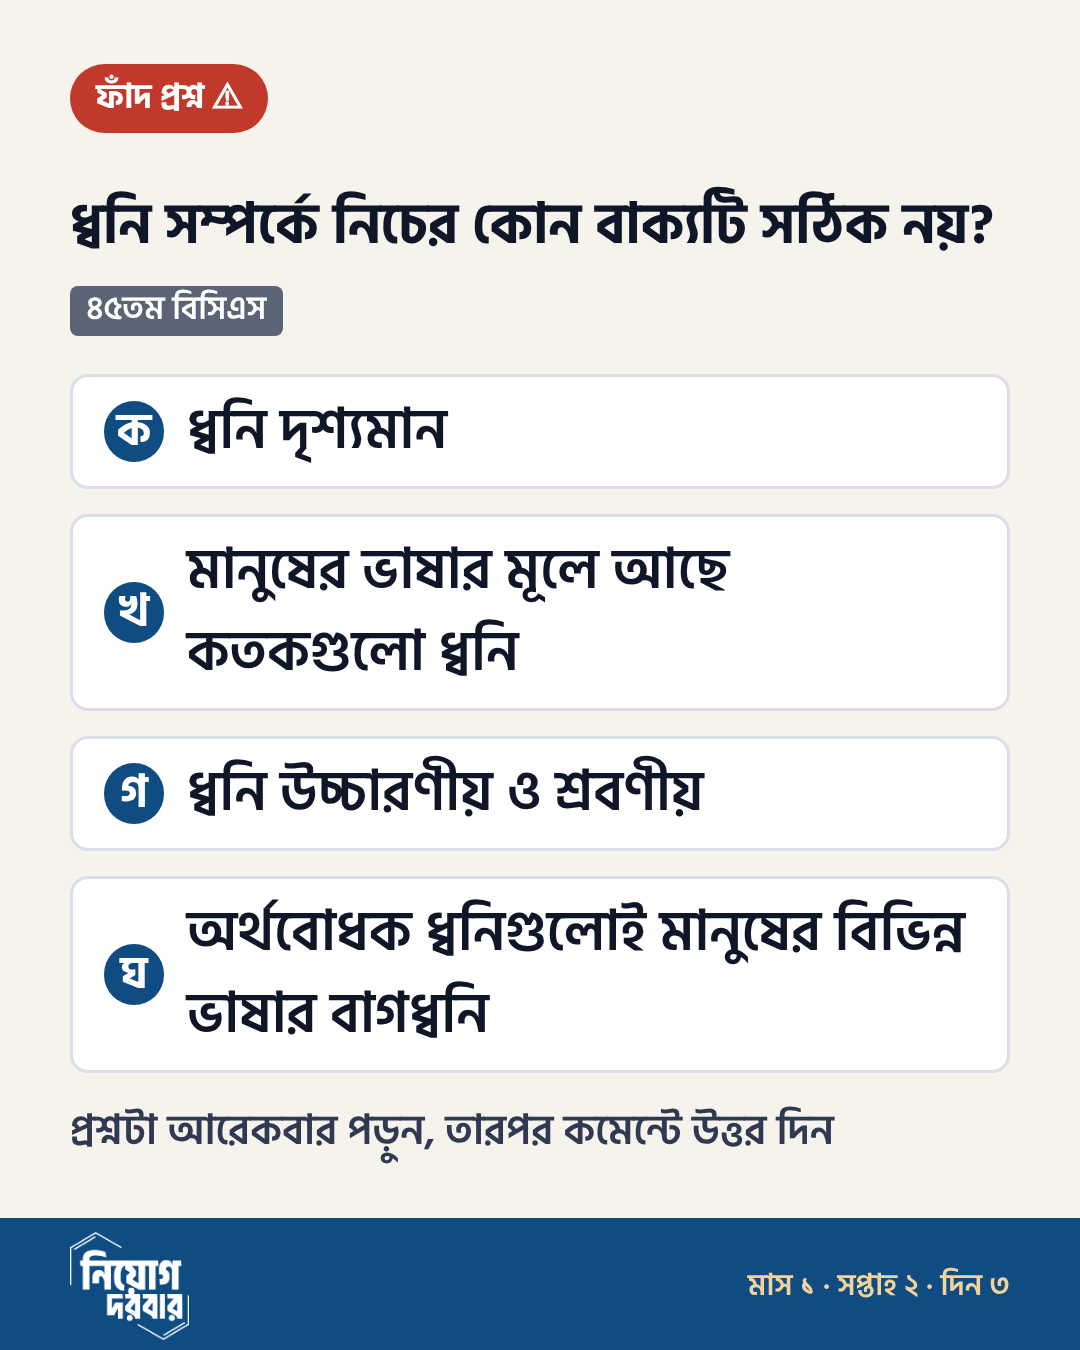 ফাঁদ প্রশ্ন ⚠
ধ্বনি সম্পর্কে নিচের কোন বাক্যটি সঠিক নয়?
৪৫তম বিসিএস
ক ধ্বনি দৃশ্যমান
খ মানুষের ভাষার মূলে আছে
কতকগুলো ধ্বনি
গ ধ্বনি উচ্চারণীয় ও শ্রবণীয়
ঘ অর্থবোধক ধ্বনিগুলোই মানুষের বিভিন্ন
ভাষার বাগধ্বনি
প্রশ্নটা আরেকবার পড়ুন, তারপর কমেন্টে উত্তর দিন
নিয়োগ
দরবার
মাস ১ · সপ্তাহ ২ · দিন ৩